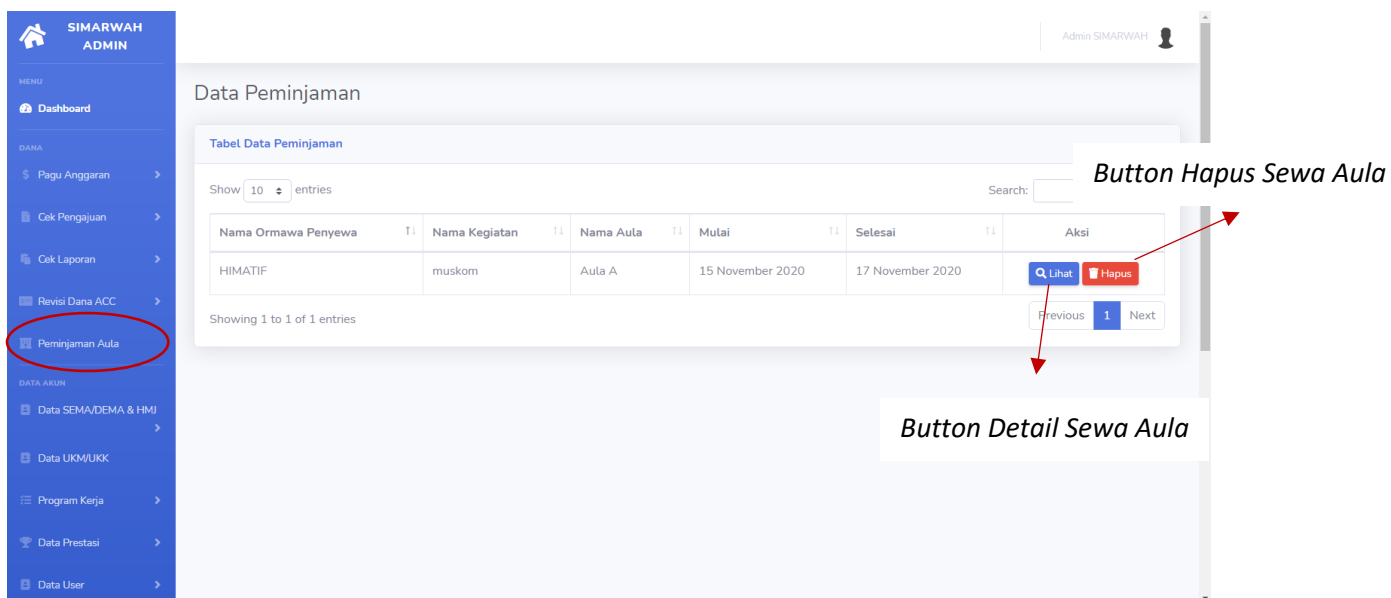 SIMARWAH
ADMIN
Admin SIMARWAH
MENU
Dashboard
DANA
Pagu Anggaran
Cek Pengajuan
Cek Laporan
Revisi Dana ACC
Peminjaman Aula
DATA AKUN
Data SEMA/DEMA & HMJ
Data UKM/UKK
Program Kerja
Data Prestasi
Data User
Data Peminjaman
Tabel Data Peminjaman
Show 10 entries
Search:
Button Hapus Sewa Aula
Nama Ormawa Penyewa Nama Kegiatan Nama Aula Mulai Selesai Aksi
HIMATIF muskom Aula A 15 November 2020 17 November 2020 Lihat Hapus
Showing 1 to 1 of 1 entries
Previous 1 Next
Button Detail Sewa Aula